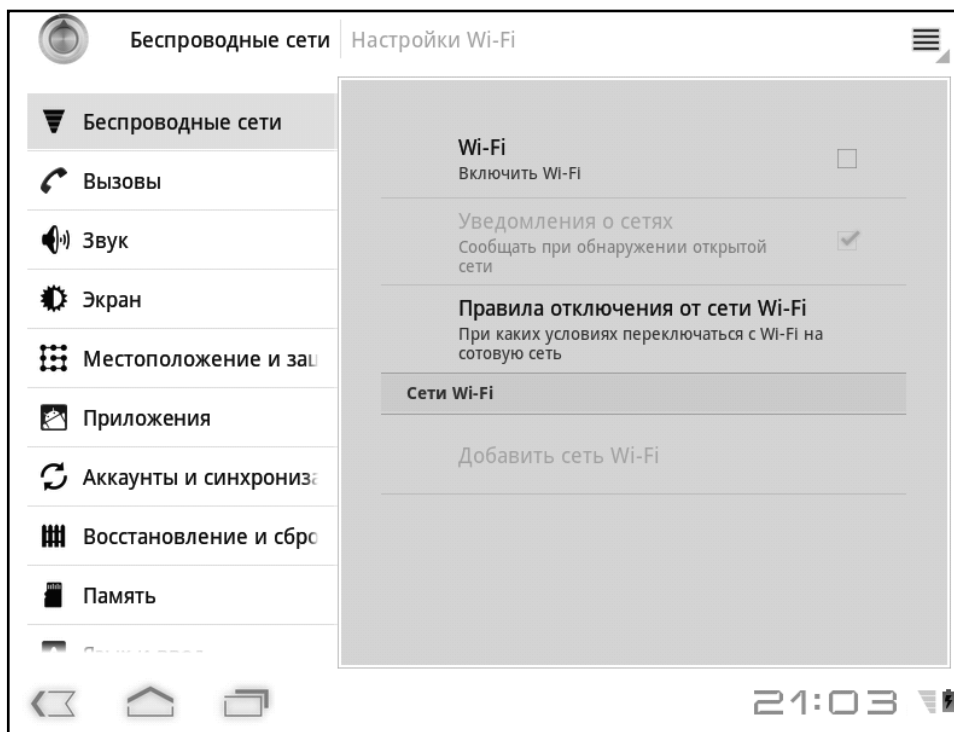 Беспроводные сети Настройки Wi-Fi
Беспроводные сети
Вызовы
Звук
Экран
Местоположение и защ
Приложения
Аккаунты и синхрониза
Восстановление и сбро
Память
Wi-Fi
Включить Wi-Fi
Уведомления о сетях
Сообщать при обнаружении открытой
сети
Правила отключения от сети Wi-Fi
При каких условиях переключаться с Wi-Fi на
сотовую сеть
Сети Wi-Fi
Добавить сеть Wi-Fi
21:03